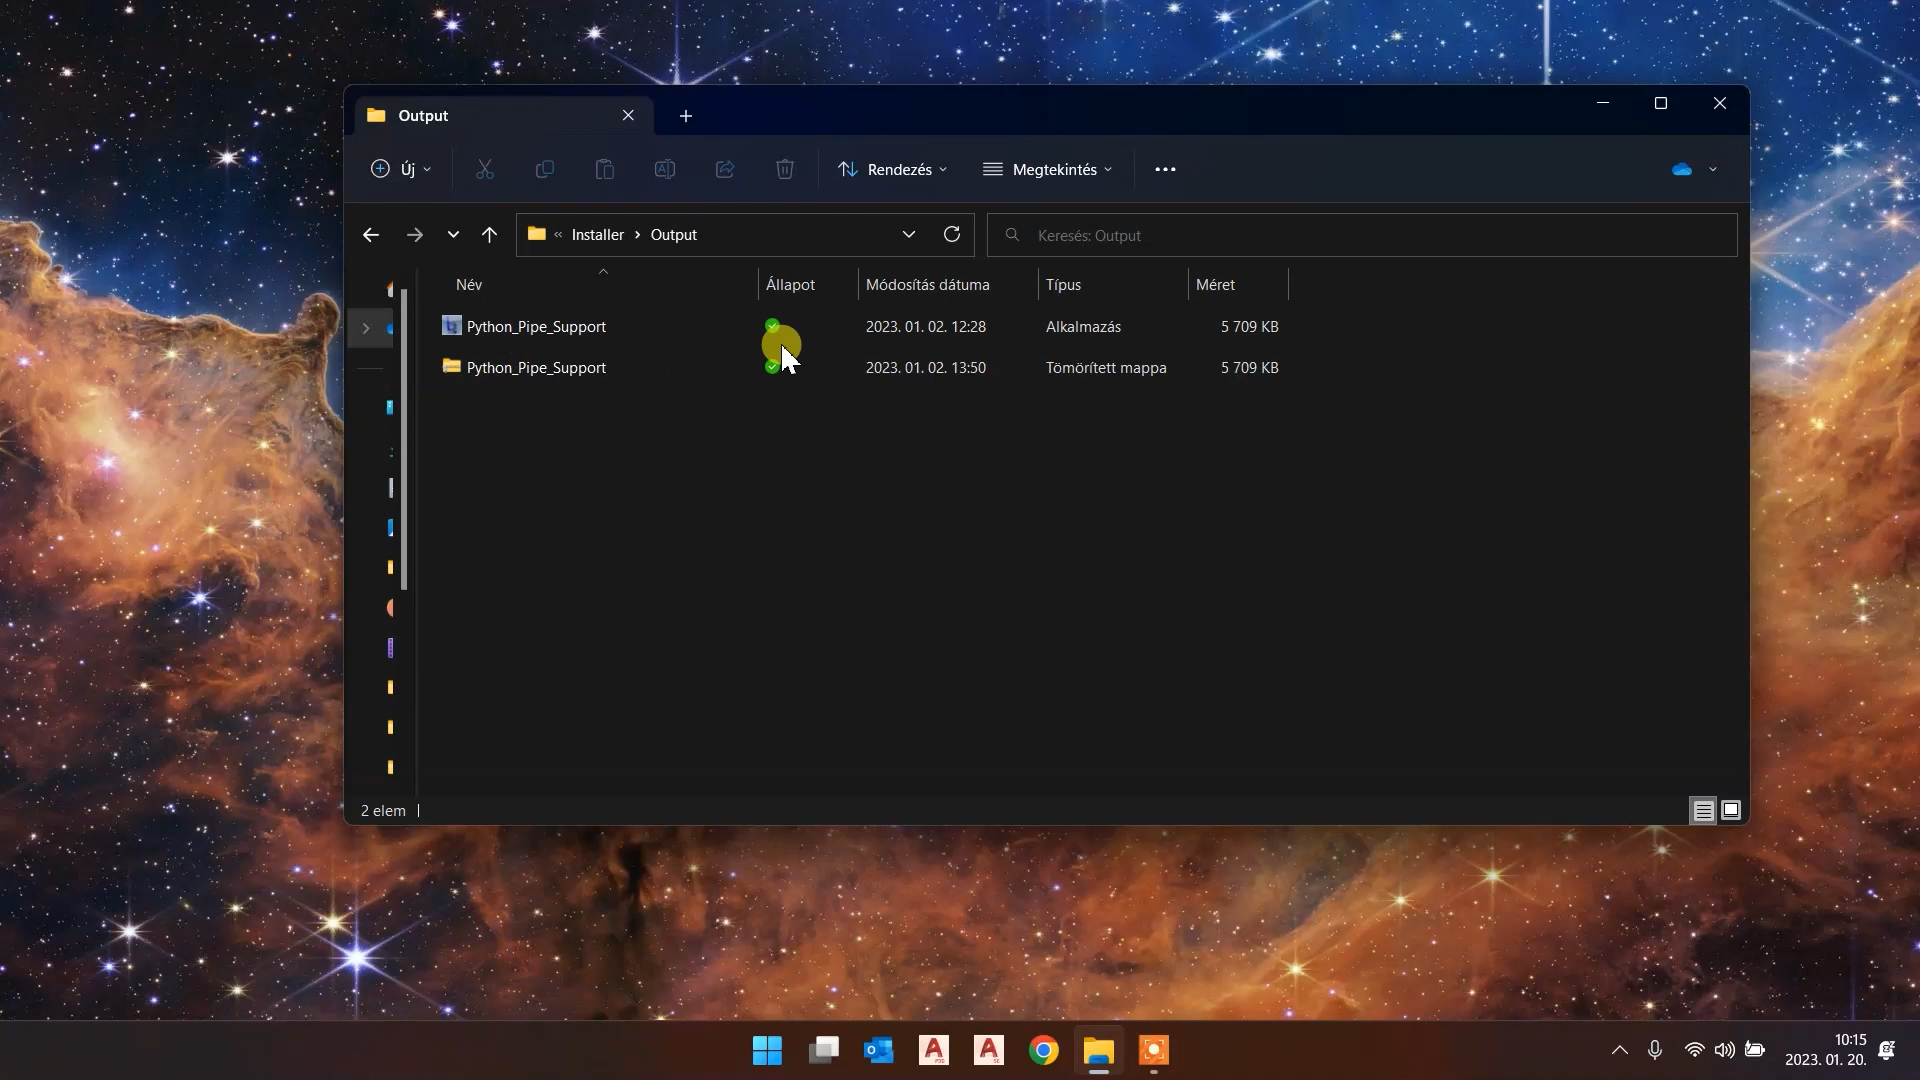 Output
Új
Rendezés
Megtekintés
« Installer › Output
Keresés: Output
Név Állapot Módosítás dátuma Típus Méret
Python_Pipe_Support 2023. 01. 02. 12:28 Alkalmazás 5 709 KB
Python_Pipe_Support 2023. 01. 02. 13:50 Tömörített mappa 5 709 KB
2 elem
10:15
2023. 01. 20.